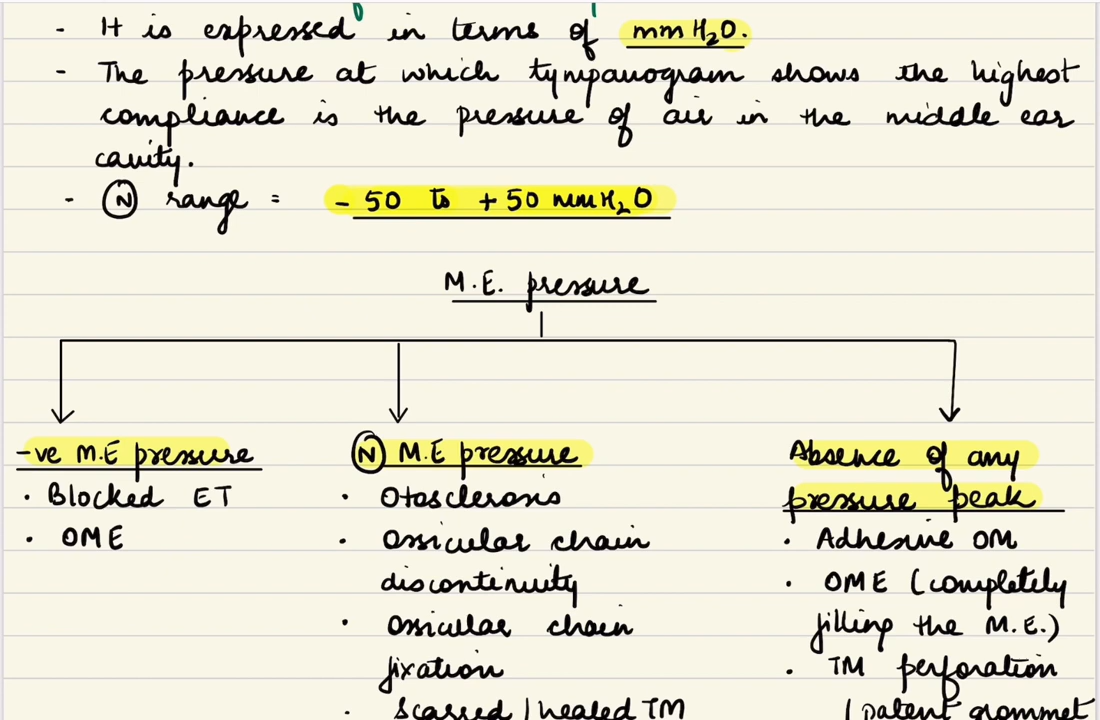 - It is expressed in terms of mm H₂O.
- The pressure at which tympanogram shows the highest
compliance is the pressure of air in the middle ear
cavity.
- Ⓝ range = - 50 to + 50 mm H₂O
M.E. pressure
-ve M.E pressure
• Blocked ET
• OME
Ⓝ M.E pressure
• Otosclerosis
• Ossicular chain
discontinuity
• Ossicular chain
fixation
• Scarred / healed TM
Absence of any
pressure peak
• Adhesive OM
• OME (completely
filling the M.E.)
• TM perforation
(patent grommet